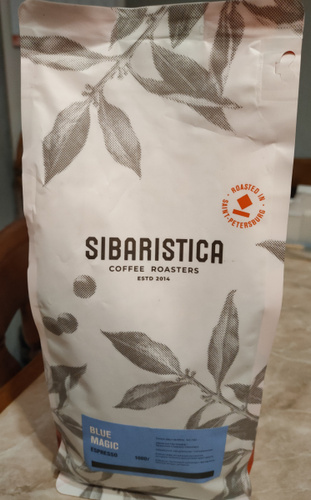 ROASTED IN
SAINT-PETERSBURG
SIBARISTICA
COFFEE ROASTERS
ESTD 2014
BLUE
MAGIC
ESPRESSO